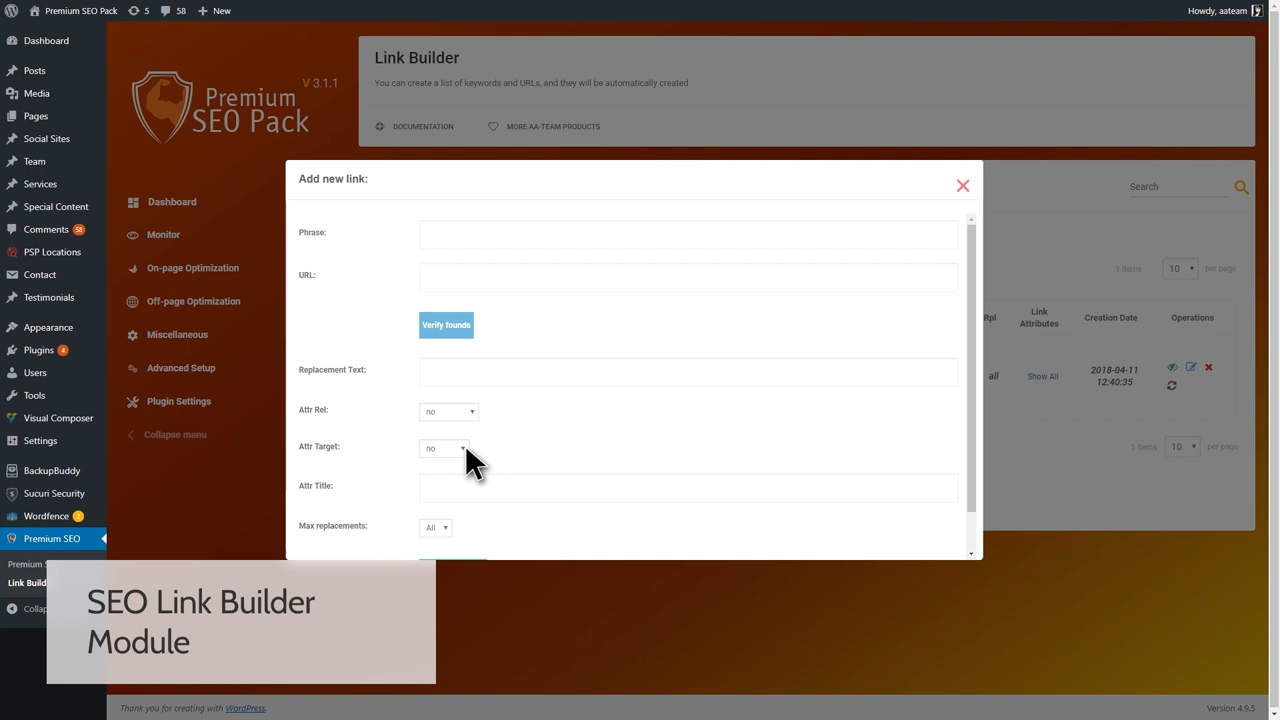 Premium SEO Pack
5
58
New
Howdy, aateam
Dashboard
Posts
Media
Pages
Social Sites
Team
Services
Special Content
Comments 58
PSP Locations
Contact
Testimonials
Appearance
Plugins 4
Users
Tools
Visual Composer
Settings
BackupBuddy
Sucuri Security
Wordfence 2
Premium SEO
Premium S
Link Build
Colla
V 3.1.1
Premium
SEO Pack
Dashboard
Monitor
On-page Optimization
Off-page Optimization
Miscellaneous
Advanced Setup
Plugin Settings
Collapse menu
Link Builder
You can create a list of keywords and URLs, and they will be automatically created
DOCUMENTATION
MORE AA-TEAM PRODUCTS
Add new link:
Phrase:
URL:
Verify founds
Replacement Text:
Attr Rel:
no
Attr Target:
no
Attr Title:
Max replacements:
All
Search
1 items
10
per page
Rpl
Link
Attributes
Creation Date
Operations
all
Show All
2018-04-11
12:40:35
1 items
10
per page
SEO Link Builder
Module
Thank you for creating with WordPress.
Version 4.9.5